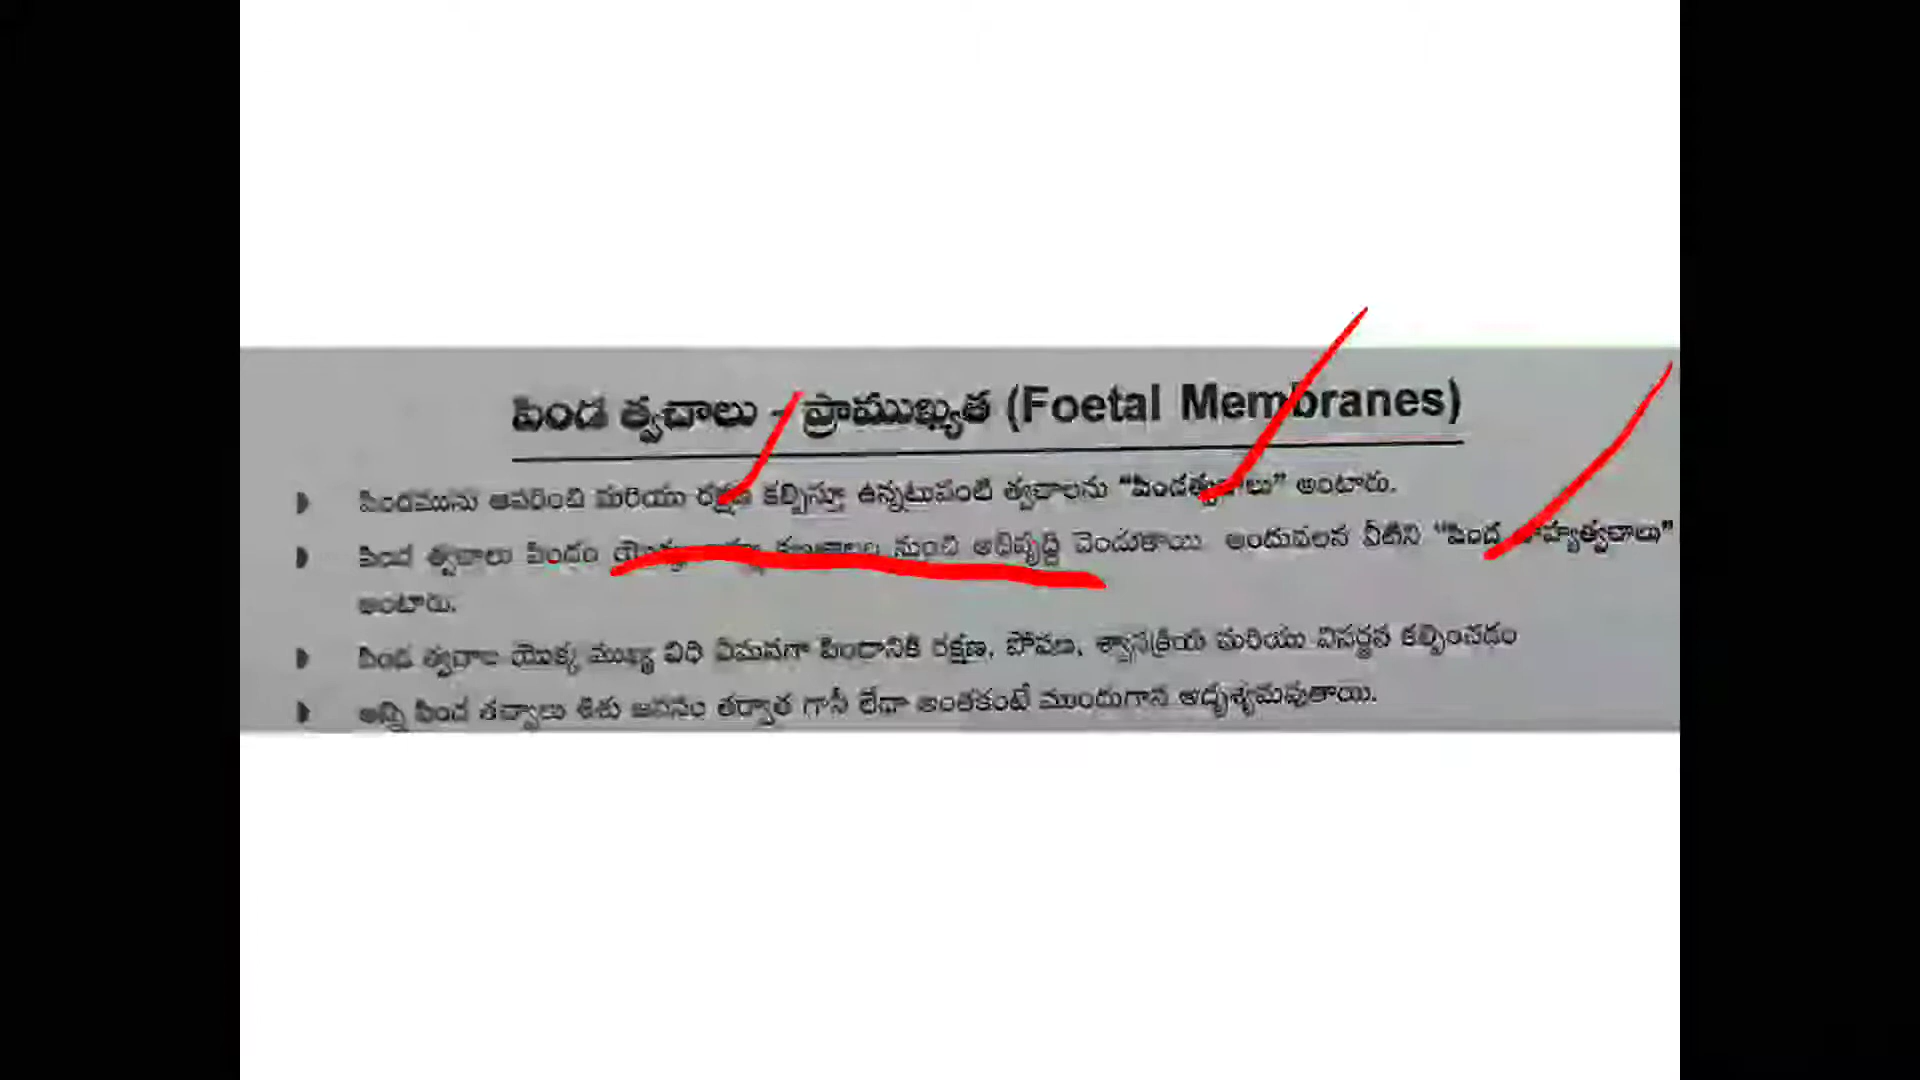 పిండ త్వచాలు - ప్రాముఖ్యత (Foetal Membranes)
పిండమును ఆవరించి మరియు రక్షణ కల్పిస్తూ ఉన్నటువంటి త్వచాలను “పిండత్వచాలు” అంటారు.
పిండ త్వచాలు పిండం నుంచి అభివృద్ధి చెందుతాయి. అందువలన వీటిని “పిండ బాహ్యత్వచాలు”
అంటారు.
పిండ త్వచాల యొక్క ముఖ్య విధి ఏమనగా పిండానికి రక్షణ, పోషణ, శ్వాసక్రియ మరియు విసర్జన కల్పించడం
అన్ని పిండ త్వచాలు శిశు జననం తర్వాత గానీ లేదా అంతకంటే ముందుగాన అదృశ్యమవుతాయి.